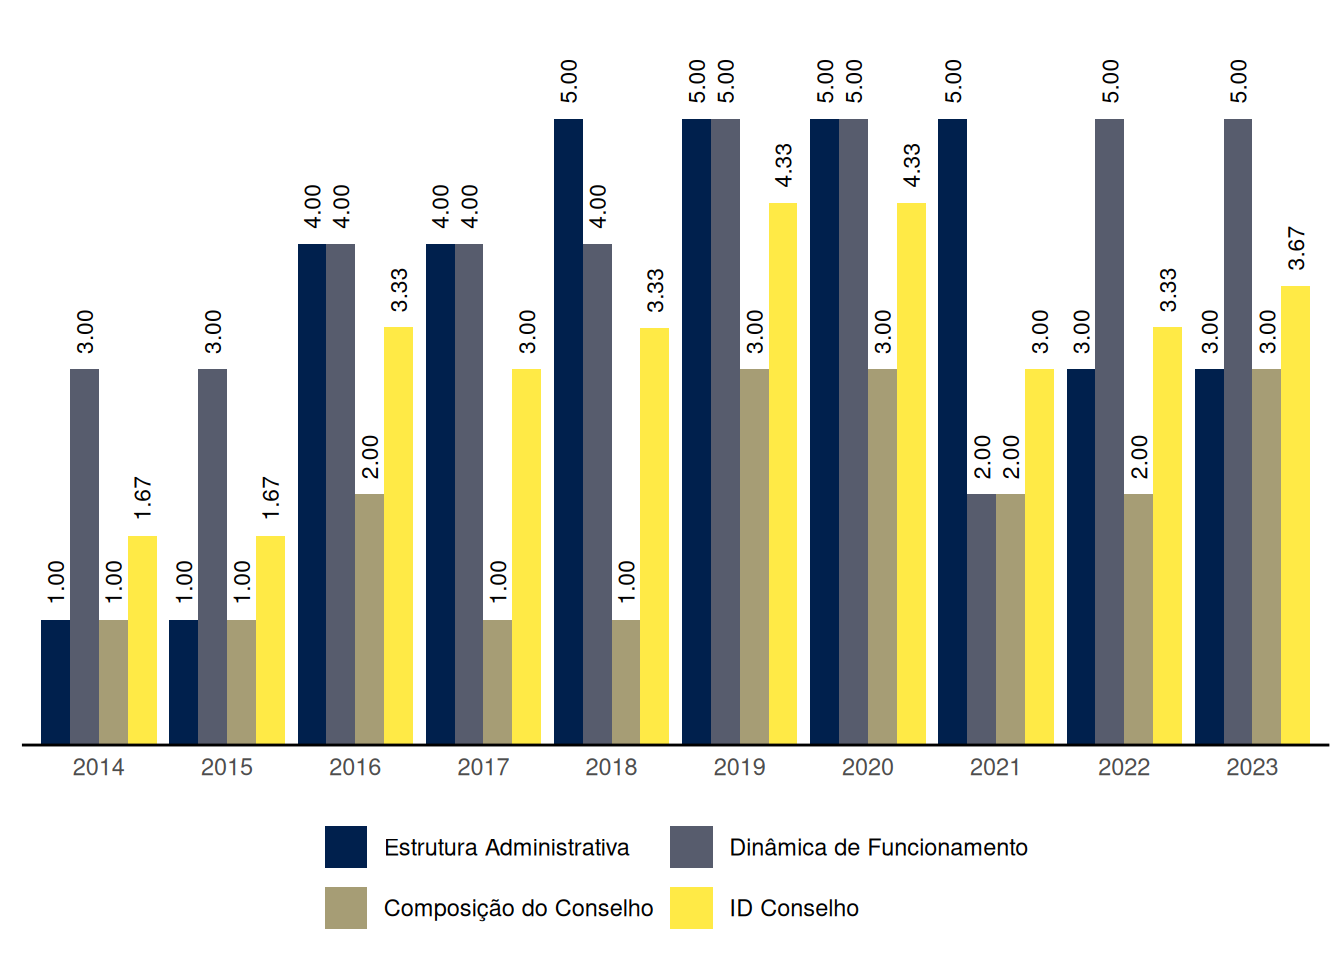 5.00 5.00 5.00 5.00 5.00 5.00 5.00 5.00
4.33 4.33
4.00 4.00 4.00 4.00 4.00
3.67
3.33 3.33 3.33
3.00 3.00 3.00 3.00 3.00 3.00 3.00 3.00 3.00
2.00 2.00 2.00 2.00
1.67 1.67
1.00 1.00 1.00 1.00 1.00 1.00
2014 2015 2016 2017 2018 2019 2020 2021 2022 2023
Estrutura Administrativa Dinâmica de Funcionamento
Composição do Conselho ID Conselho